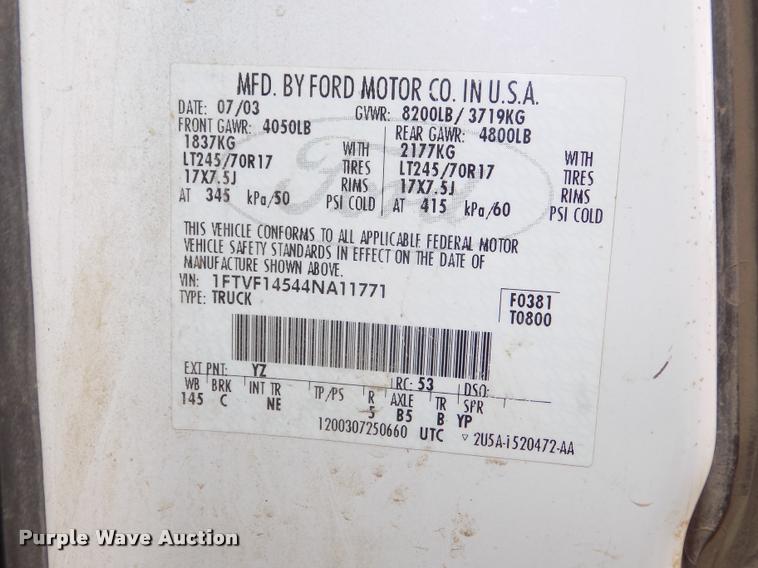 MFD. BY FORD MOTOR CO. IN U.S.A.
DATE: 07/03 GVWR: 8200LB/ 3719KG
FRONT GAWR: 4050LB REAR GAWR: 4800LB
1837KG WITH 2177KG WITH
LT245/70R17 TIRES LT245/70R17 TIRES
17X7.5J RIMS 17X7.5J RIMS
AT 345 kPa/50 PSI COLD AT 415 kPa/60 PSI COLD
Ford
THIS VEHICLE CONFORMS TO ALL APPLICABLE FEDERAL MOTOR
VEHICLE SAFETY STANDARDS IN EFFECT ON THE DATE OF
MANUFACTURE SHOWN ABOVE.
VIN: 1FTVF14544NA11771 F0381
TYPE: TRUCK T0800
EXT PNT: YZ RC: 53 DSO:
WB BRK INT TR TP/PS R AXLE TR SPR
145 C NE 5 B5 B YP
1200307250660 UTC ▽ 2U5A-1520472-AA
Purple Wave Auction